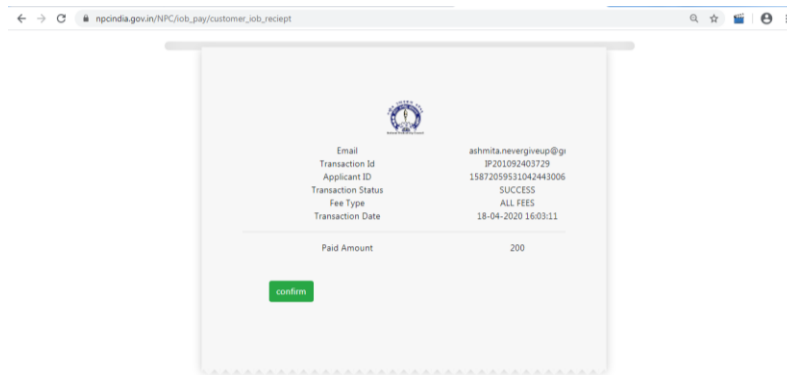 npcindia.gov.in/NPC/iob_pay/customer_iob_reciept
Email ashmita.nevergiveup@g
Transaction Id IP201092403729
Applicant ID 15872059531042443006
Transaction Status SUCCESS
Fee Type ALL FEES
Transaction Date 18-04-2020 16:03:11
Paid Amount 200
confirm